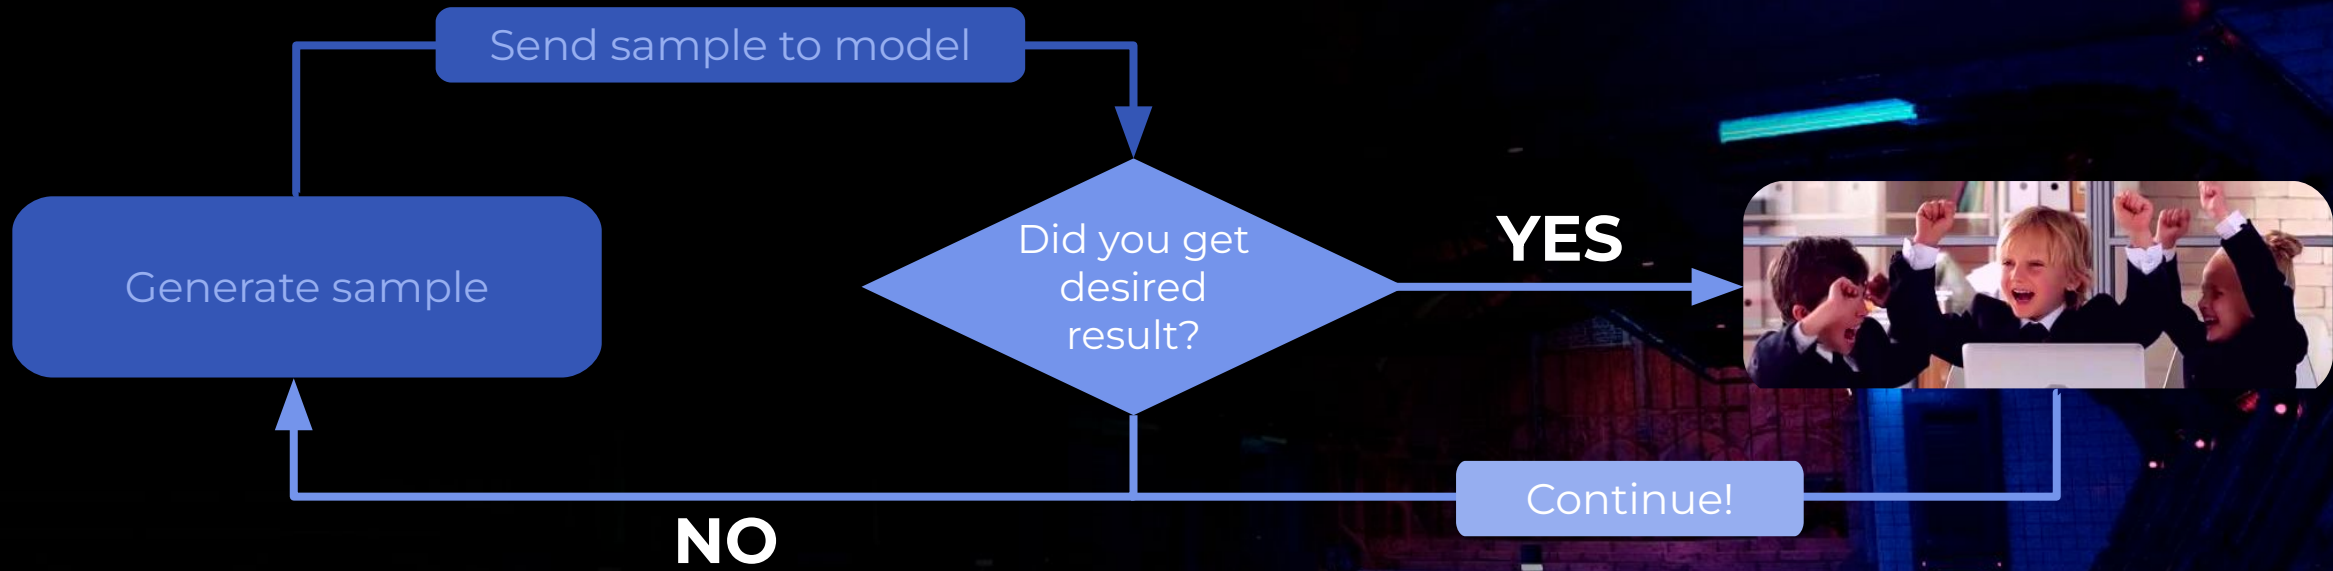 Send sample to model
Generate sample
Did you get
desired
result?
YES
Continue!
NO